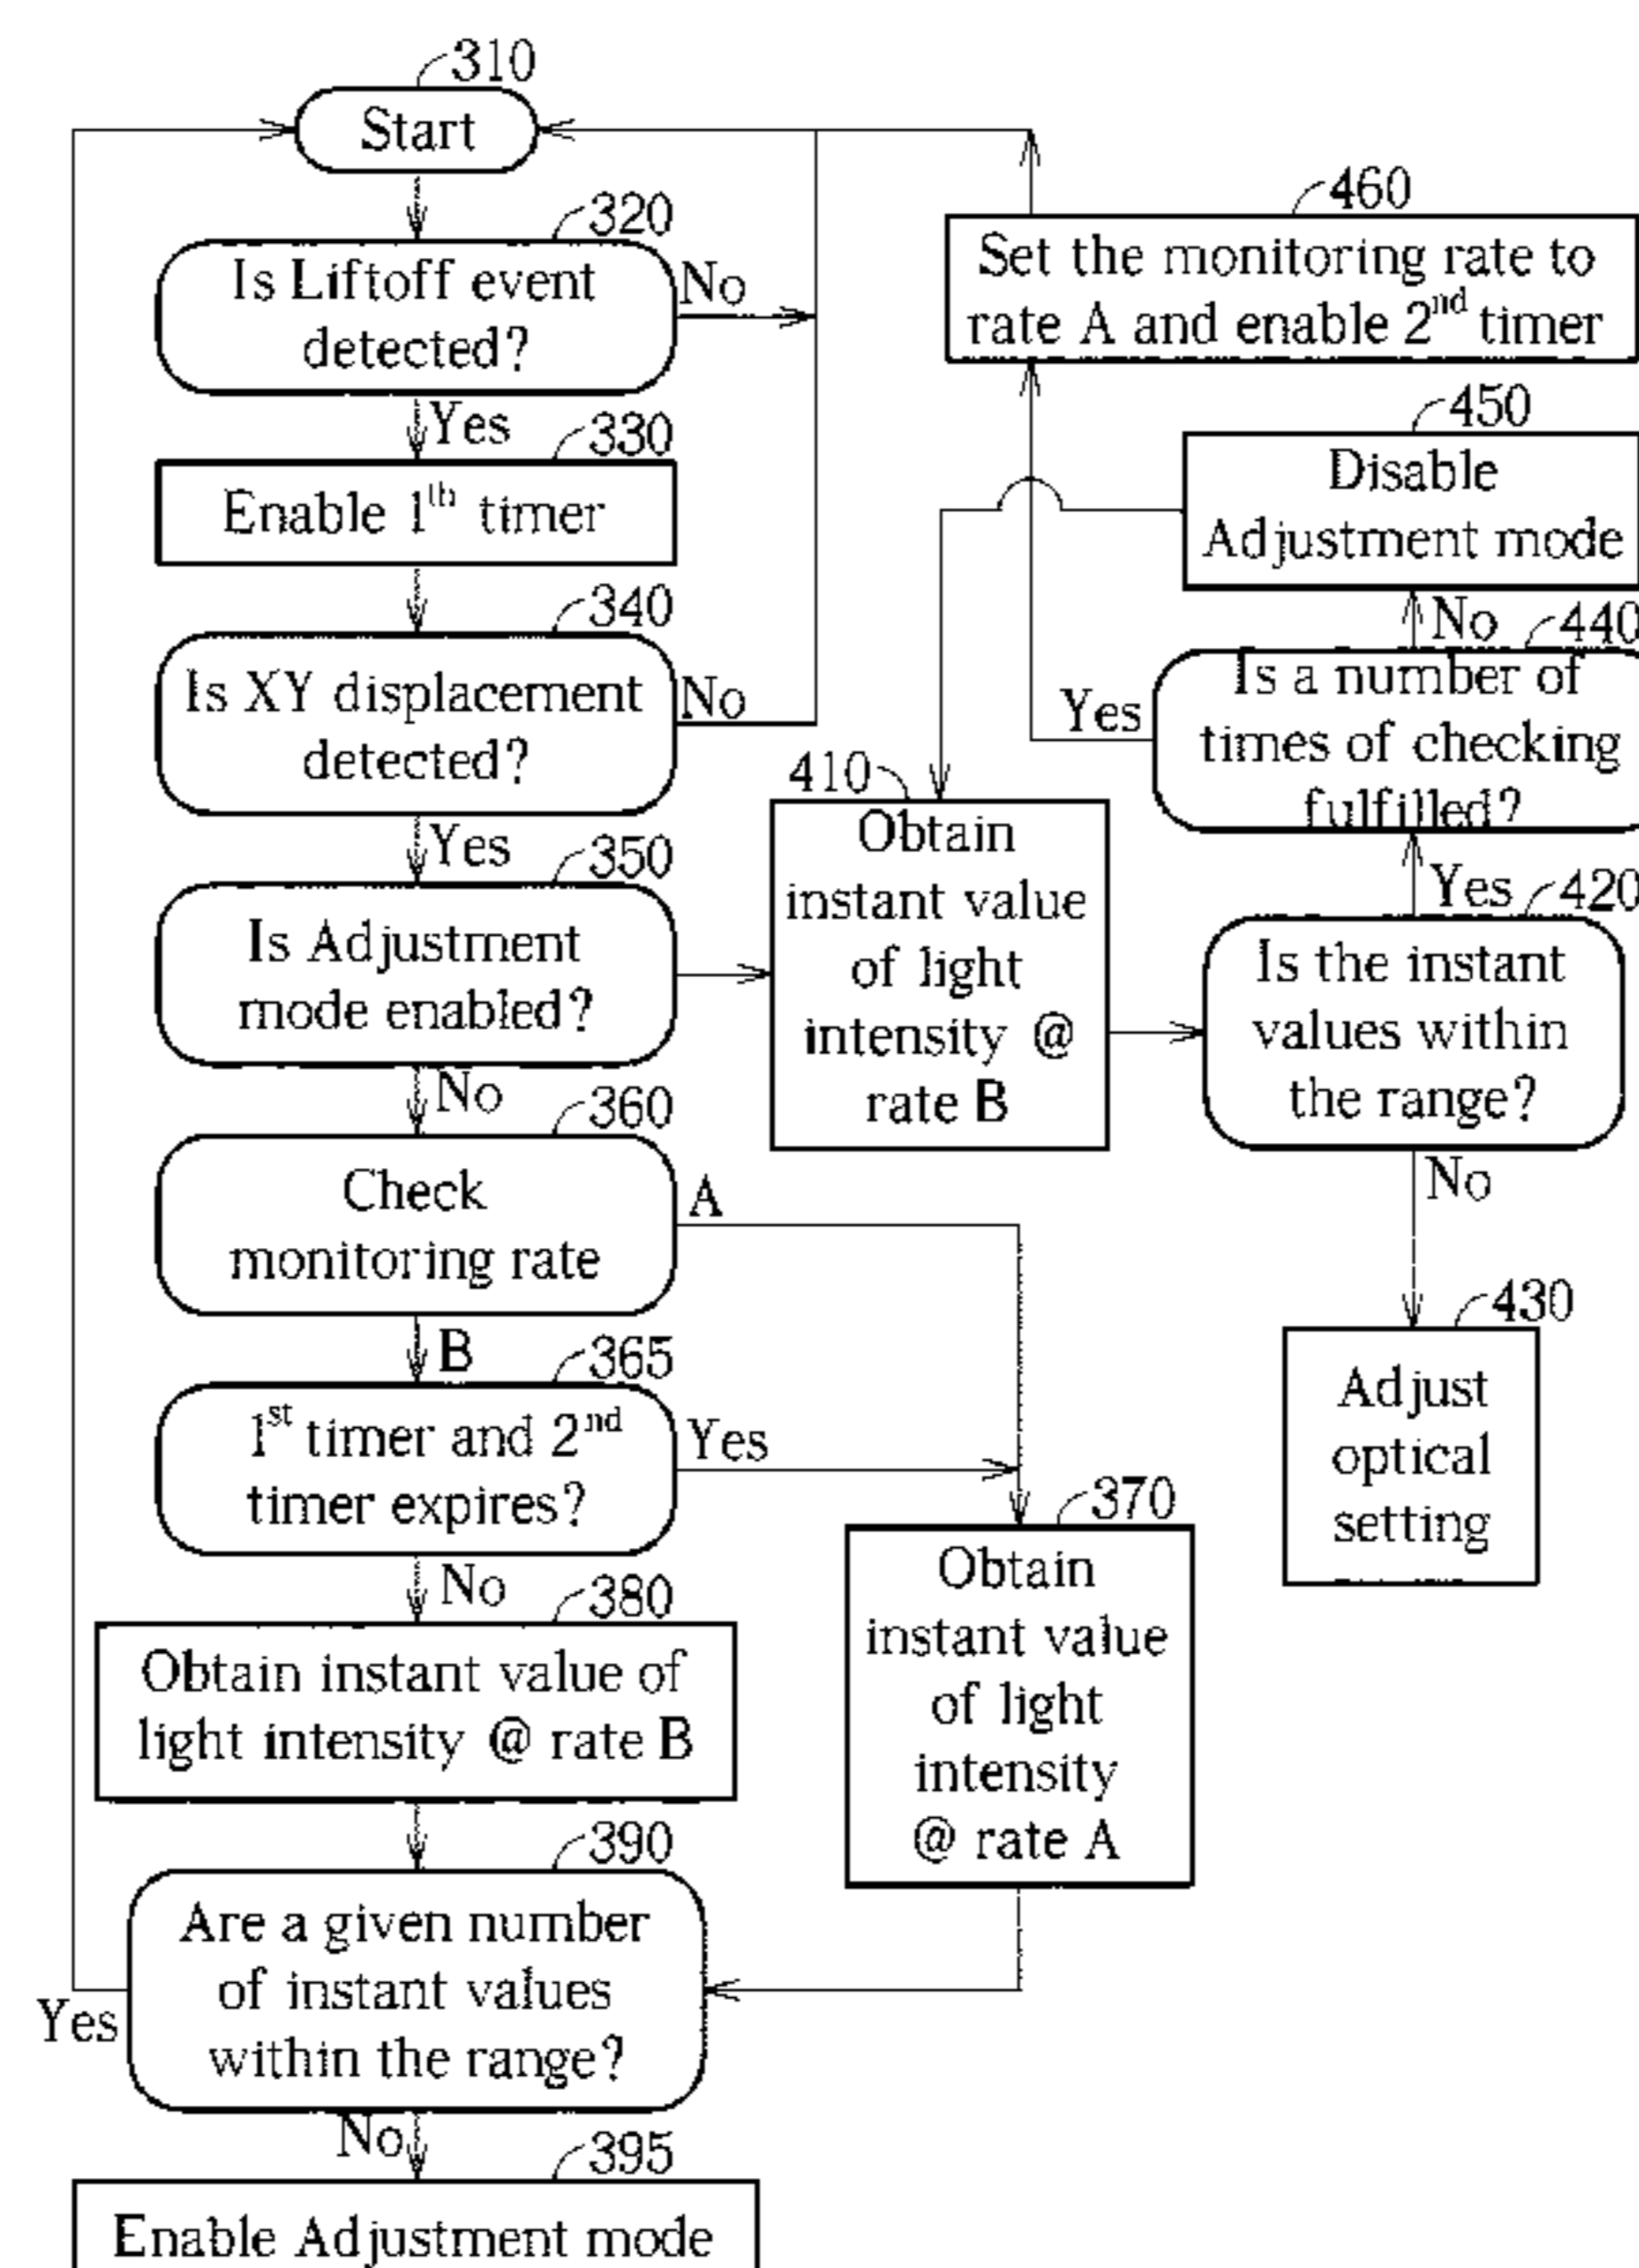 310
Start
320
Is Liftoff event
detected?
No
Yes
330
Enable 1th timer
340
Is XY displacement
detected?
No
Yes
350
Is Adjustment
mode enabled?
No
360
Check
monitoring rate
A
B
365
1st timer and 2nd
timer expires?
Yes
No
380
Obtain instant value of
light intensity @ rate B
390
Are a given number
of instant values
within the range?
Yes
No
395
Enable Adjustment mode
370
Obtain
instant value
of light
intensity
@ rate A
410
Obtain
instant value
of light
intensity @
rate B
420
Is the instant
values within
the range?
Yes
No
430
Adjust
optical
setting
440
Is a number of
times of checking
fulfilled?
Yes
No
450
Disable
Adjustment mode
460
Set the monitoring rate to
rate A and enable 2nd timer